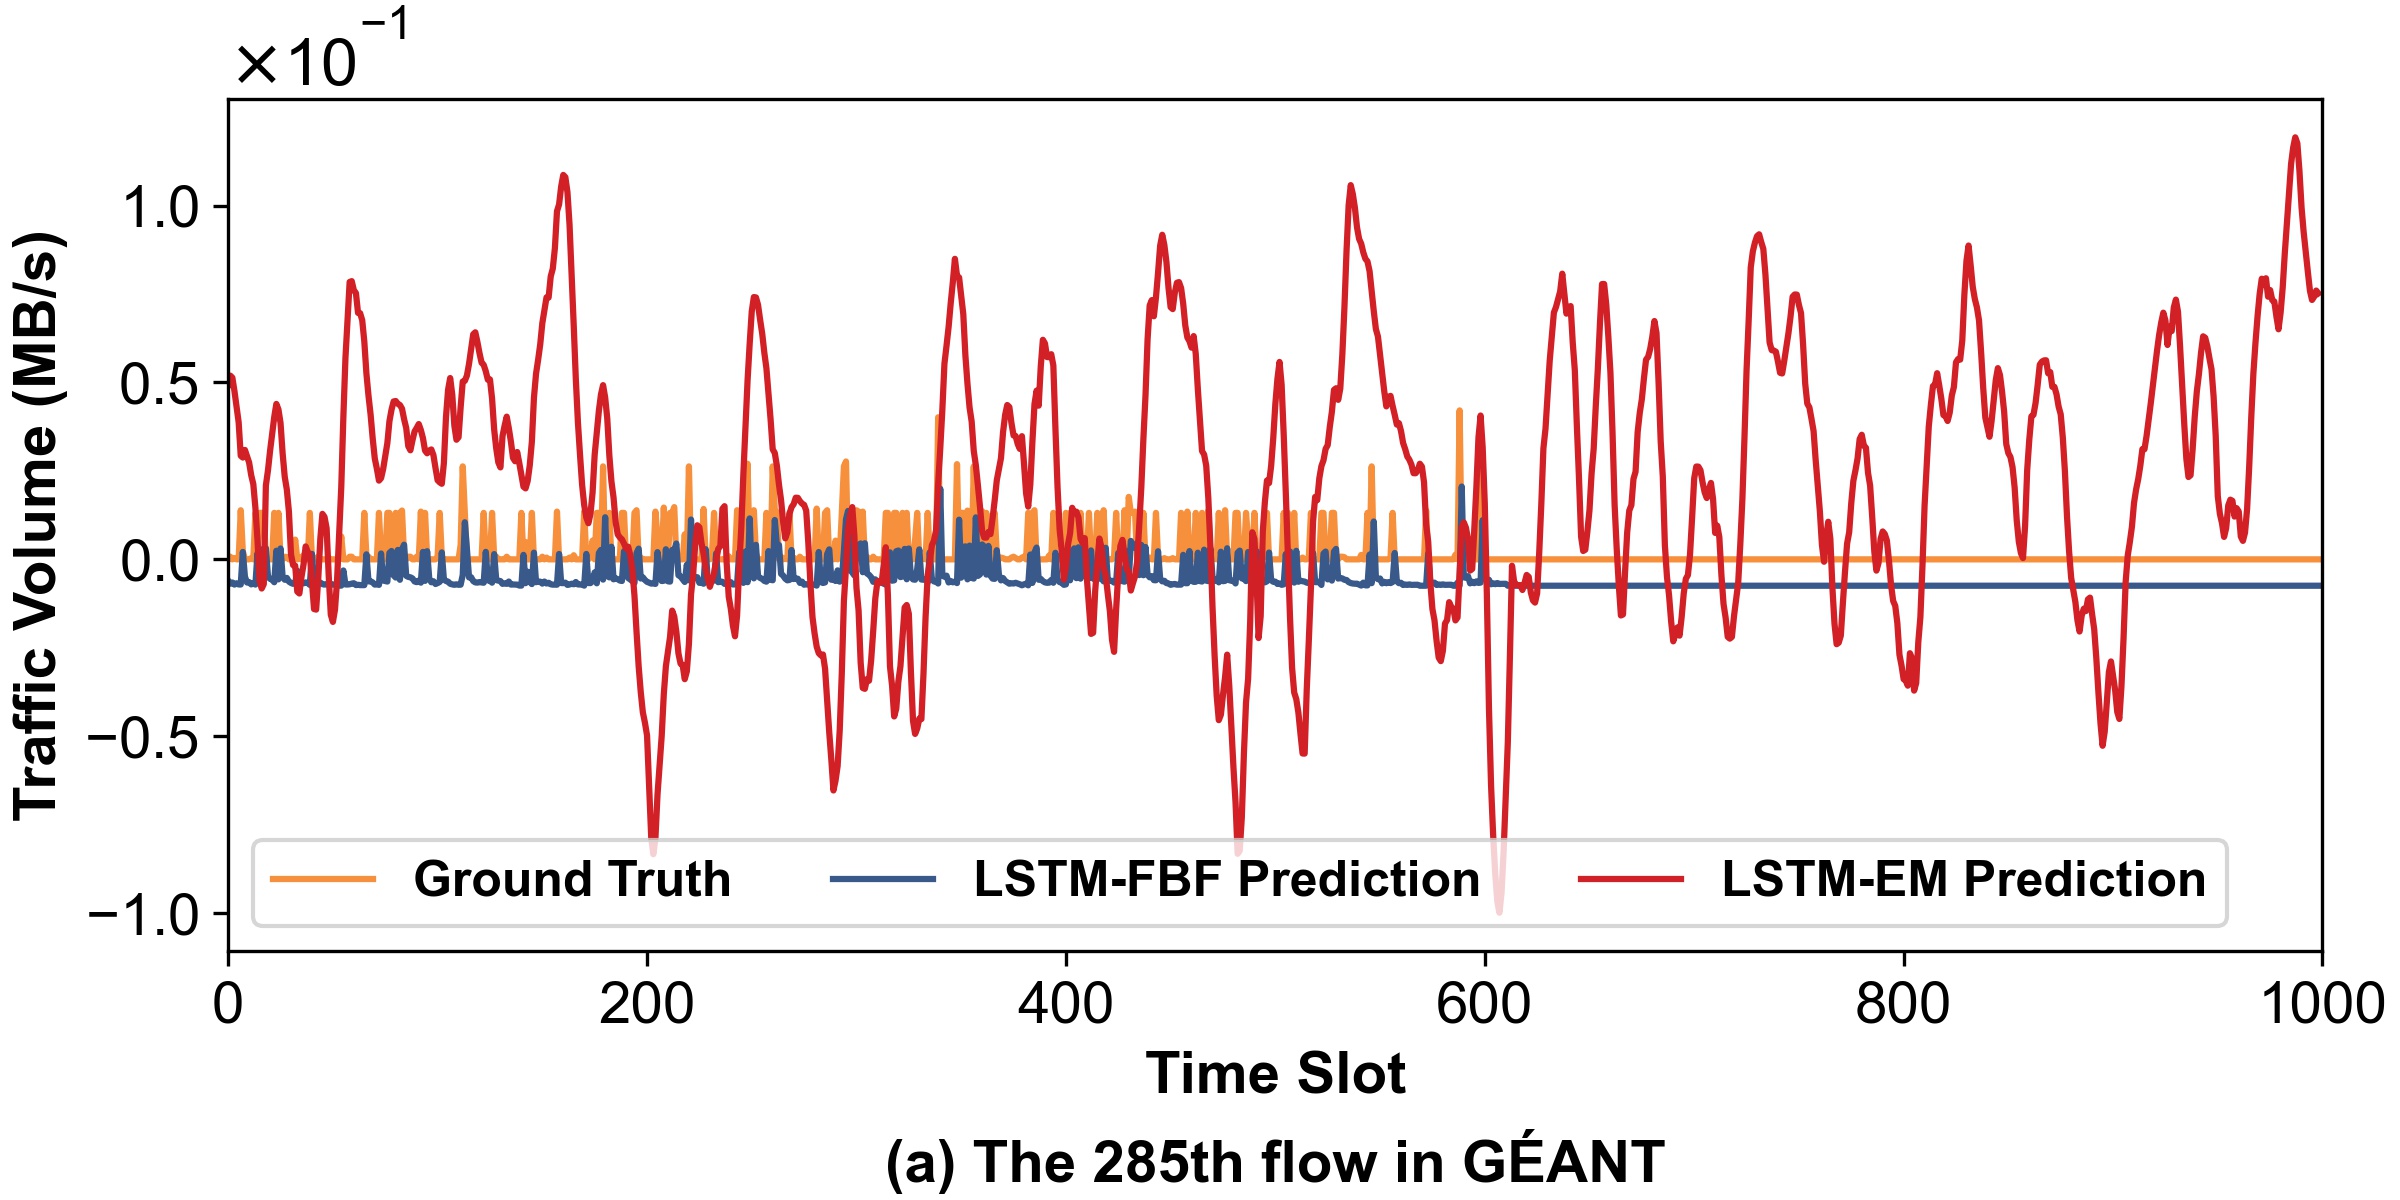 ×10⁻¹
1.0
0.5
0.0
−0.5
−1.0
Traffic Volume (MB/s)
Ground Truth LSTM-FBF Prediction LSTM-EM Prediction
0 200 400 600 800 1000
Time Slot
(a) The 285th flow in GÉANT